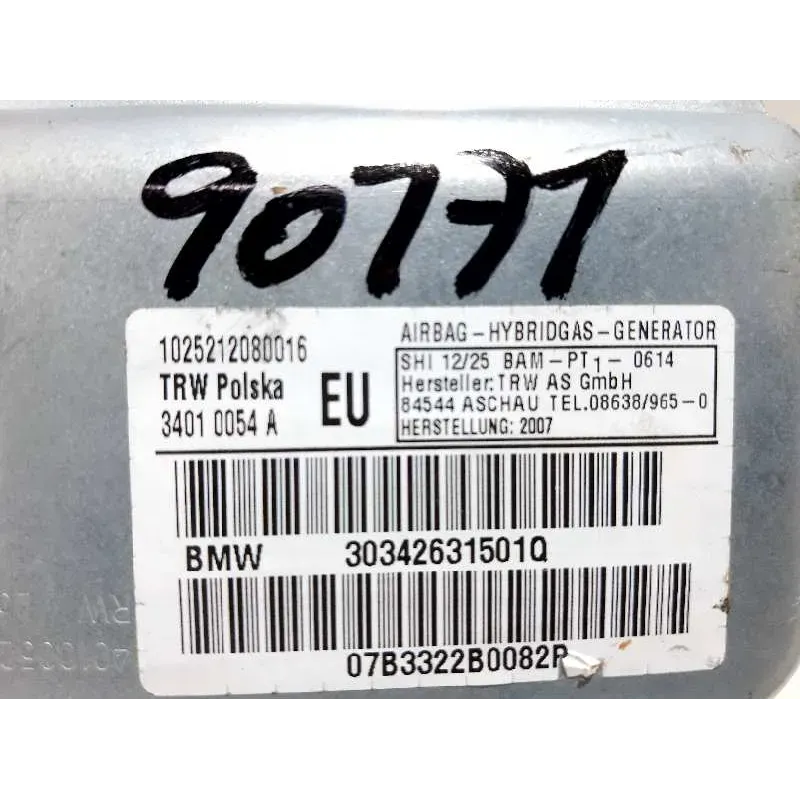 90771
1025212080016
TRW Polska
3401 0054 A
EU
AIRBAG-HYBRIDGAS-GENERATOR
SHI 12/25 BAM-PT1-0614
Hersteller: TRW AS GmbH
84544 ASCHAU TEL.08638/965-0
HERSTELLUNG: 2007
BMW 30342631501Q
07B3322B0082